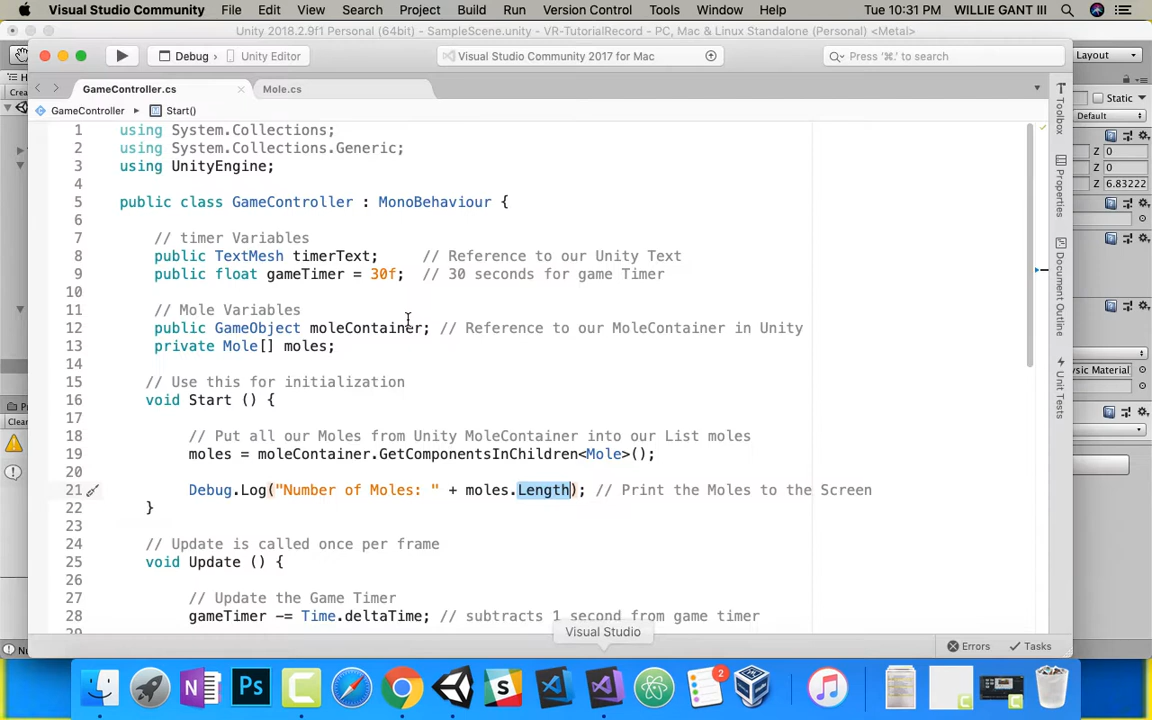 Visual Studio Community File Edit View Search Project Build Run Version Control Tools Window Help Tue 10:31 PM WILLIE GANT III
Unity 2018.2.9f1 Personal (64bit) - SampleScene.unity - VR-TutorialRecord - PC, Mac & Linux Standalone (Personal) <Metal>
Debug Unity Editor Visual Studio Community 2017 for Mac Press '⌘.' to search Layout
GameController.cs Mole.cs
GameController Start()
1 using System.Collections;
2 using System.Collections.Generic;
3 using UnityEngine;
4
5 public class GameController : MonoBehaviour {
6
7 // timer Variables
8 public TextMesh timerText; // Reference to our Unity Text
9 public float gameTimer = 30f; // 30 seconds for game Timer
10
11 // Mole Variables
12 public GameObject moleContainer; // Reference to our MoleContainer in Unity
13 private Mole[] moles;
14
15 // Use this for initialization
16 void Start () {
17
18 // Put all our Moles from Unity MoleContainer into our List moles
19 moles = moleContainer.GetComponentsInChildren<Mole>();
20
21 Debug.Log("Number of Moles: " + moles.Length); // Print the Moles to the Screen
22 }
23
24 // Update is called once per frame
25 void Update () {
26
27 // Update the Game Timer
28 gameTimer -= Time.deltaTime; // subtracts 1 second from game timer
29
Toolbox
Properties
Document Outline
Unit Tests
Static
Default
Z 0
Z 0
Z 6.83222
Crea
Clear
Visual Studio
Errors Tasks
2